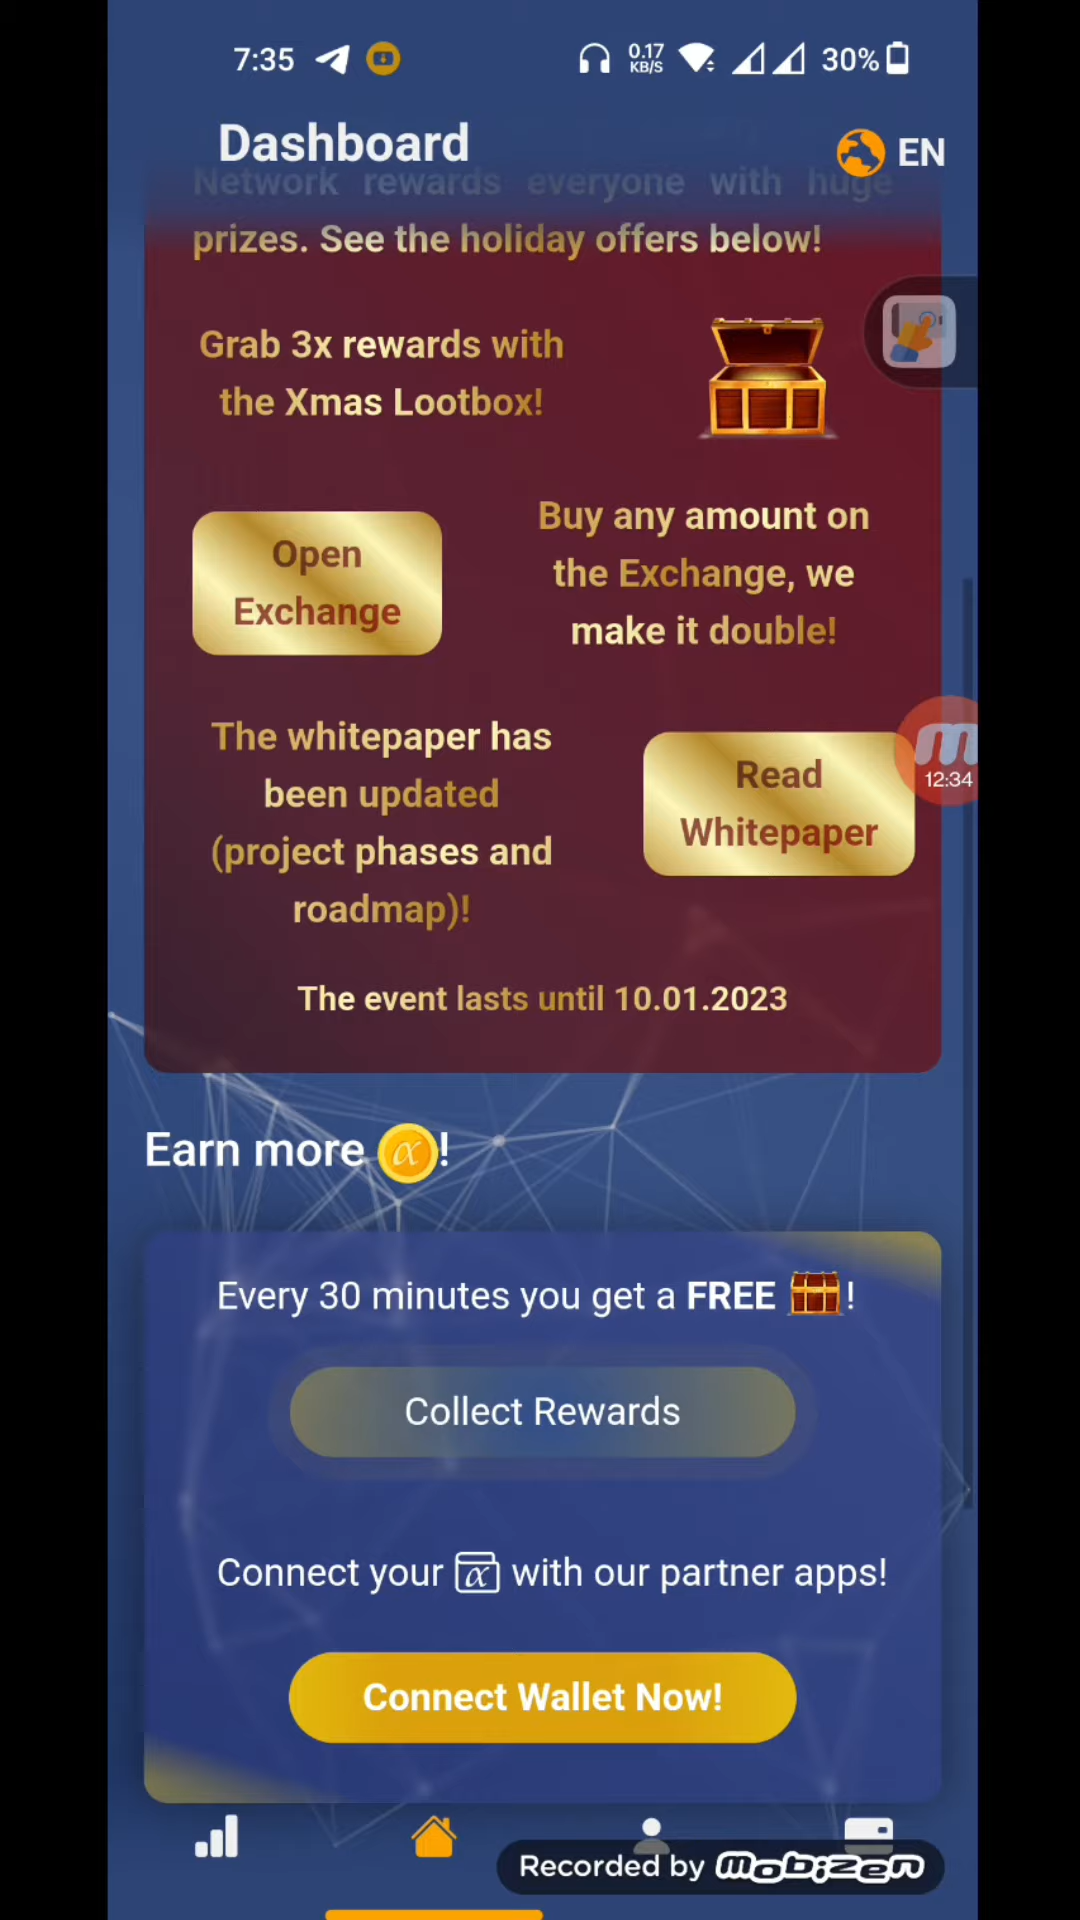 7:35
0.17
KB/S
30%
Dashboard
EN
Network rewards everyone with huge
prizes. See the holiday offers below!
Grab 3x rewards with
the Xmas Lootbox!
Open
Exchange
Buy any amount on
the Exchange, we
make it double!
The whitepaper has
been updated
(project phases and
roadmap)!
Read
Whitepaper
12:34
The event lasts until 10.01.2023
Earn more α!
Every 30 minutes you get a FREE !
Collect Rewards
Connect your α with our partner apps!
Connect Wallet Now!
Recorded by mobizen